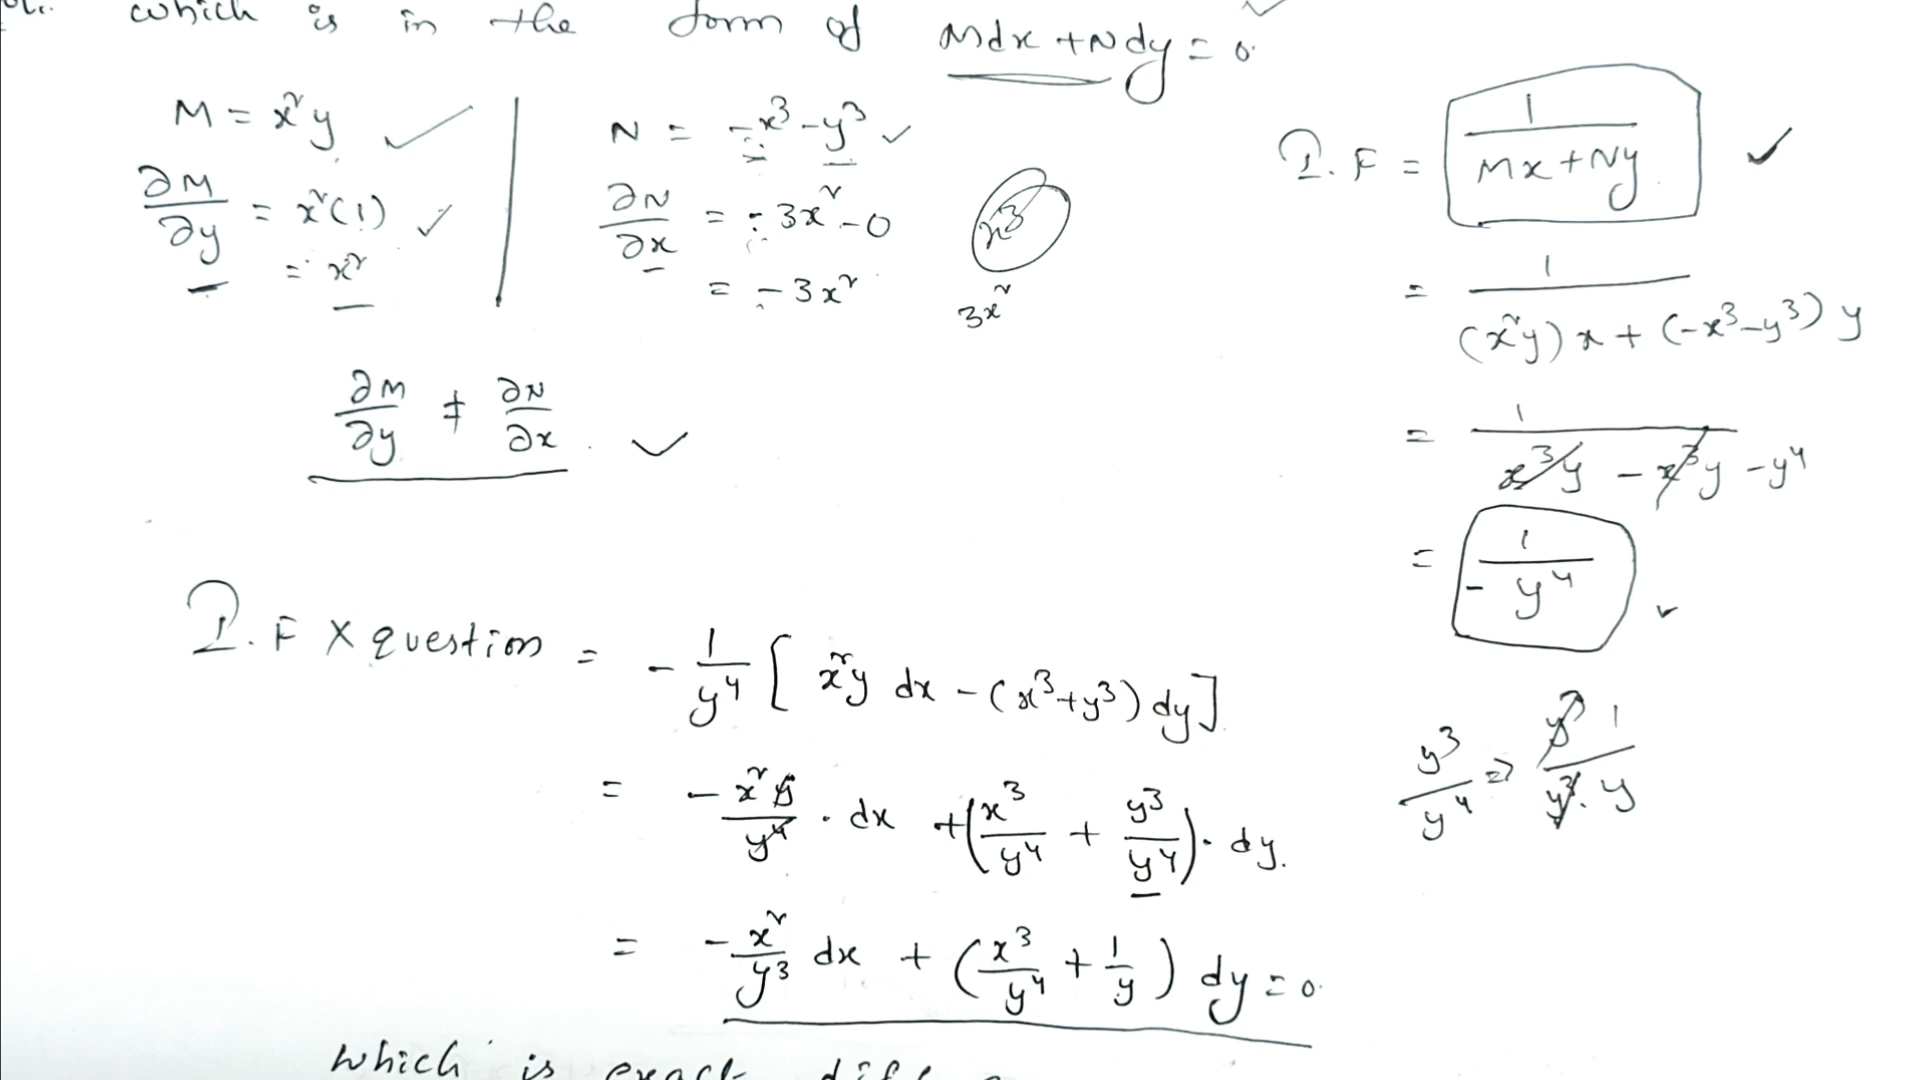 which is in the form of Mdx + Ndy = 0.
M = x²y
∂M/∂y = x²(1)
= x²
N = -x³-y³
∂N/∂x = -3x²-0
= -3x²
x³
3x²
∂M/∂y ≠ ∂N/∂x
I.F = 1/(Mx+Ny)
= 1/((x²y)x + (-x³-y³)y)
= 1/(x³y - x³y - y⁴)
= -1/y⁴
I.F X question = -1/y⁴ [x²y dx - (x³+y³) dy]
= -x²y/y⁴ . dx + (x³/y⁴ + y³/y⁴) . dy.
= -x²/y³ dx + (x³/y⁴ + 1/y) dy = 0.
y³/y⁴ => y³ 1/y³. y
which is exact